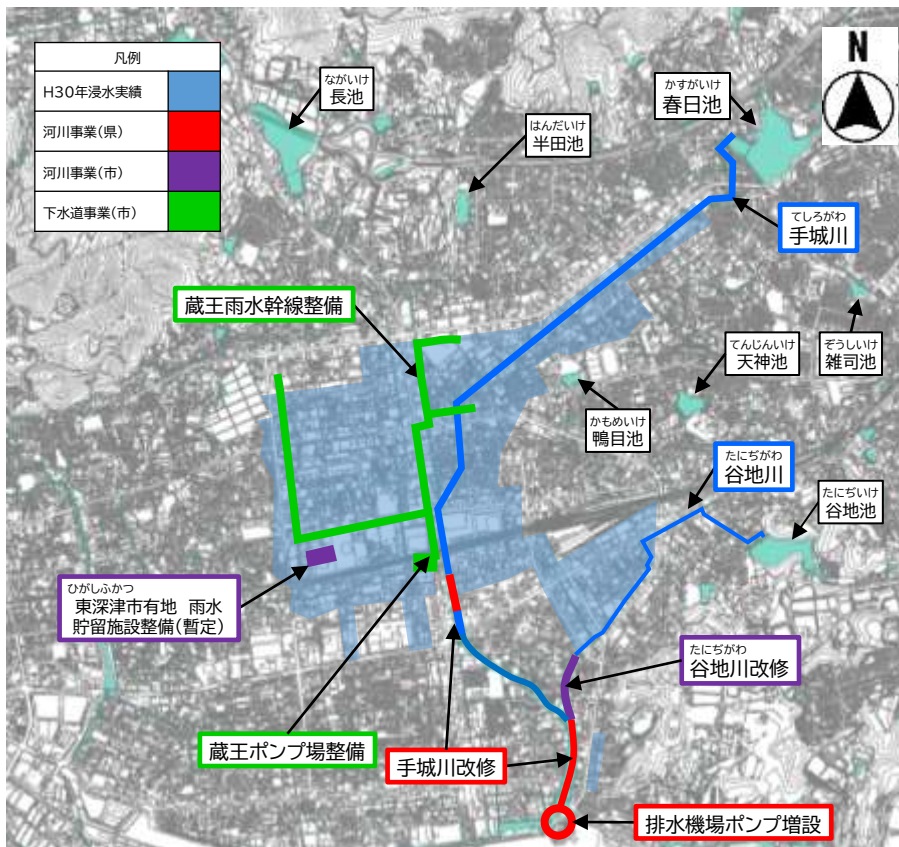 凡例
H30年浸水実績
河川事業(県)
河川事業(市)
下水道事業(市)
N
ながいけ
長池
はんだいけ
半田池
かすがいけ
春日池
てしろがわ
手城川
蔵王雨水幹線整備
かもめいけ
鴨目池
てんじんいけ
天神池
ぞうしいけ
雑司池
たにぢがわ
谷地川
たにぢいけ
谷地池
ひがしふかつ
東深津市有地 雨水
貯留施設整備(暫定)
たにぢがわ
谷地川改修
蔵王ポンプ場整備
手城川改修
排水機場ポンプ増設